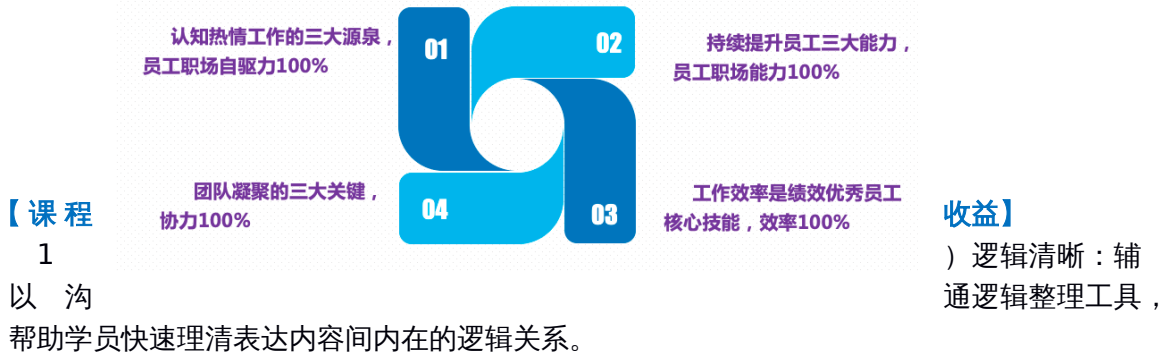 认知热情工作的三大源泉，
员工职场自驱力100%
01
02
持续提升员工三大能力，
员工职场能力100%
团队凝聚的三大关键，
协力100%
04
03
工作效率是绩效优秀员工
核心技能，效率100%
【课程收益】
1）逻辑清晰：辅
以沟通逻辑整理工具，
帮助学员快速理清表达内容间内在的逻辑关系。